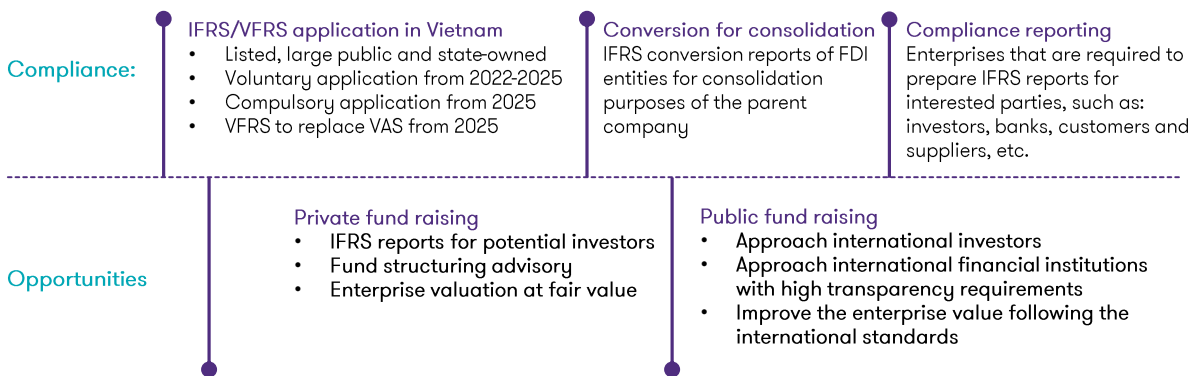 Compliance:
IFRS/VFRS application in Vietnam
• Listed, large public and state-owned
• Voluntary application from 2022-2025
• Compulsory application from 2025
• VFRS to replace VAS from 2025
Conversion for consolidation
IFRS conversion reports of FDI
entities for consolidation
purposes of the parent
company
Compliance reporting
Enterprises that are required to
prepare IFRS reports for
interested parties, such as:
investors, banks, customers and
suppliers, etc.
Opportunities
Private fund raising
• IFRS reports for potential investors
• Fund structuring advisory
• Enterprise valuation at fair value
Public fund raising
• Approach international investors
• Approach international financial institutions
with high transparency requirements
• Improve the enterprise value following the
international standards